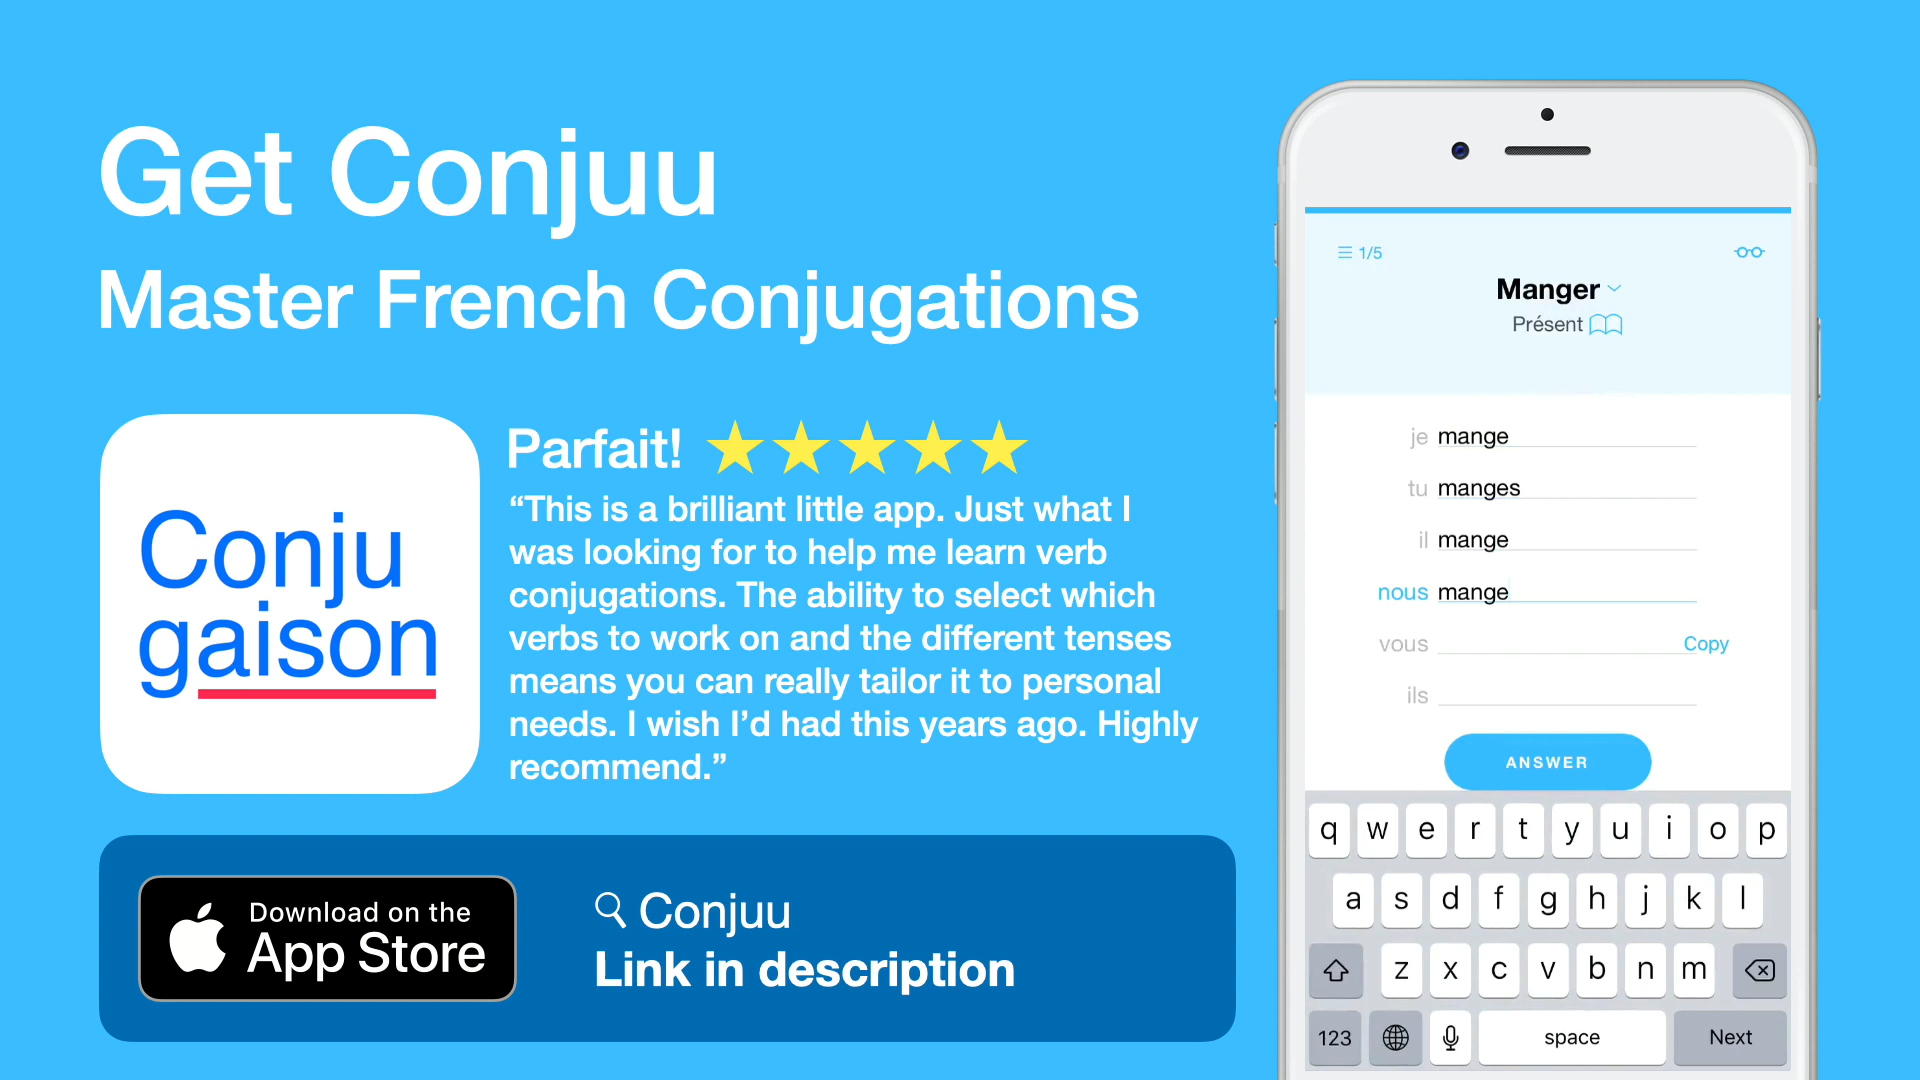 Get Conjuu
Master French Conjugations
Conju
gaison
Parfait!
“This is a brilliant little app. Just what I
was looking for to help me learn verb
conjugations. The ability to select which
verbs to work on and the different tenses
means you can really tailor it to personal
needs. I wish I’d had this years ago. Highly
recommend.”
Download on the
App Store
Conjuu
Link in description
1/5
Manger
Présent
je mange
tu manges
il mange
nous mange
vous Copy
ils
ANSWER
q w e r t y u i o p
a s d f g h j k l
z x c v b n m
123 space Next